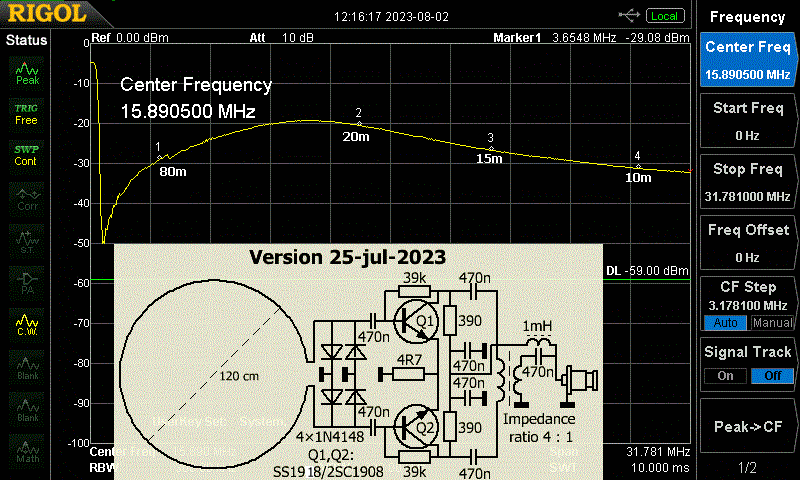 RIGOL
12:16:17 2023-08-02
Local
Frequency
Status
Ref 0.00 dBm
Att 10 dB
Marker1 3.6548 MHz -29.08 dBm
Center Freq
15.890500 MHz
Peak
TRIG
Free
SWP
Cont
Corr
S.T.
PA
C.W.
Blank
Blank
Math
0
-10
-20
-30
-40
-50
-60
-70
-80
-90
-100
Center Frequency
15.890500 MHz
1
80m
2
20m
3
15m
4
10m
Start Freq
0 Hz
Stop Freq
31.781000 MHz
Freq Offset
0 Hz
DL -59.00 dBm
CF Step
3.178100 MHz
Auto Manual
Signal Track
On Off
Peak->CF
1/2
Version 25-jul-2023
39k 470n
Q1
470n
390
1mH
4R7
470n
470n
470n
120 cm
470n
Q2
390
Impedance
ratio 4 : 1
4×1N4148
Q1,Q2:
SS1918/2SC1908
39k
470n
Center Fre
RBW
Span 31.781 MHz
SWT 10.000 ms